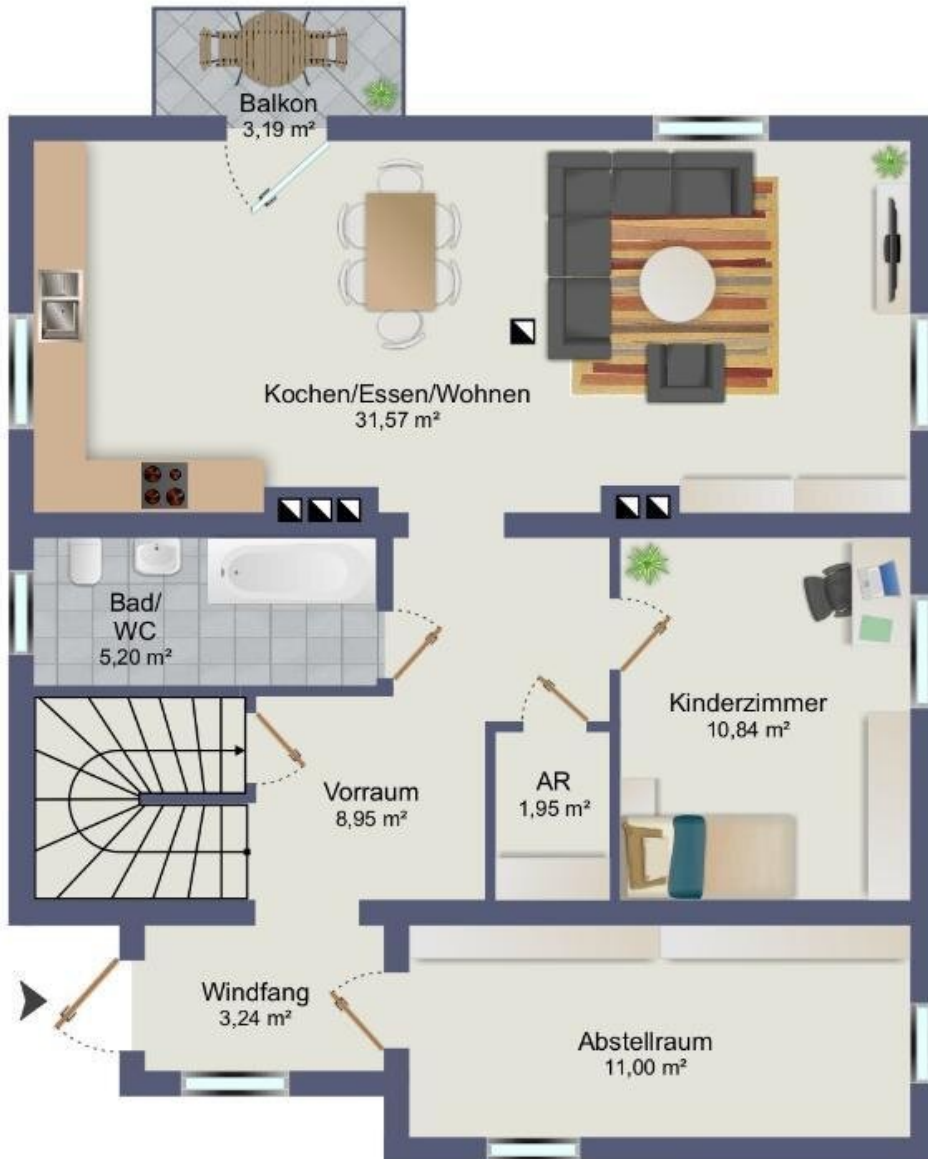 Balkon
3,19 m²
Kochen/Essen/Wohnen
31,57 m²
Bad/
WC
5,20 m²
Kinderzimmer
10,84 m²
AR
1,95 m²
Vorraum
8,95 m²
Windfang
3,24 m²
Abstellraum
11,00 m²